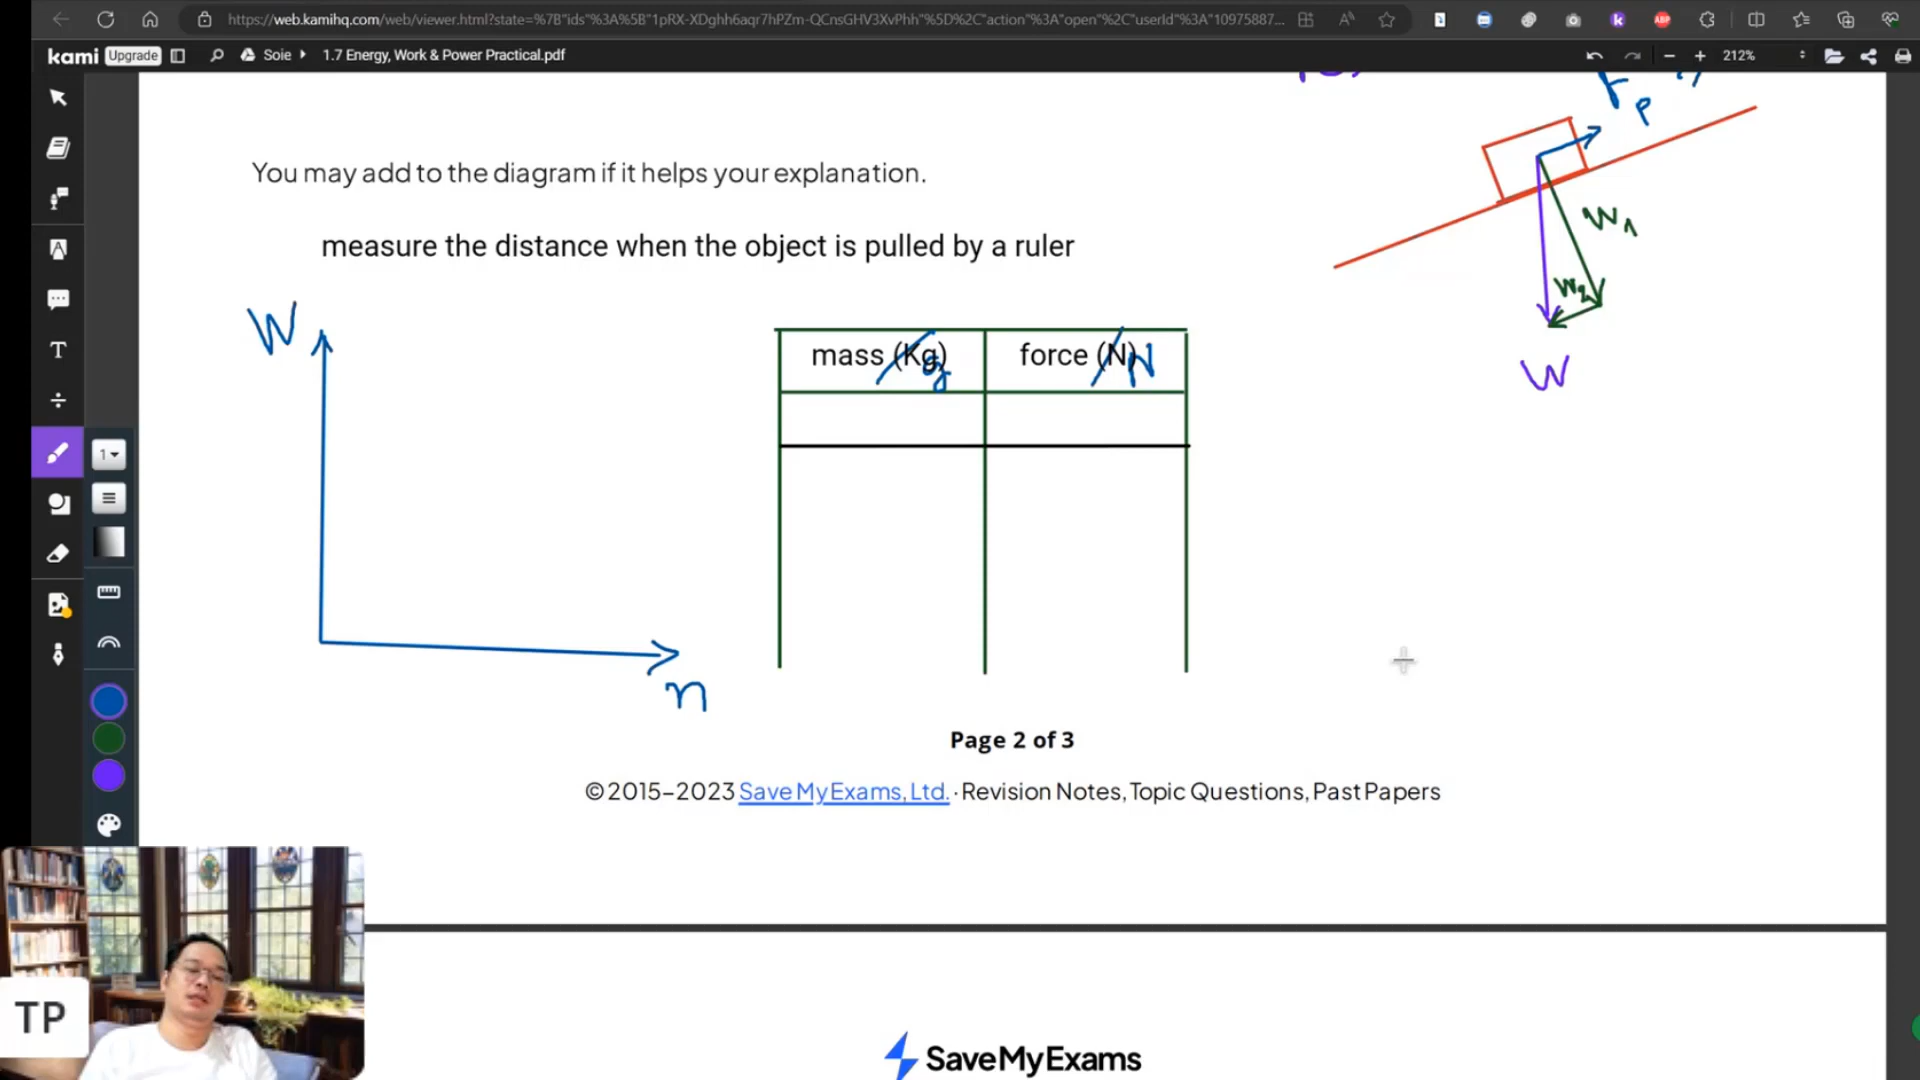 https://web.kamihq.com/web/viewer.html?state=%7B"ids"%3A%5B"1pRX-XDghh6aqr7hPZm-QCnsGHV3XvPhh"%5D%2C"action"%3A"open"%2C"userId"%3A"10975887...
kami Upgrade Soie 1.7 Energy, Work & Power Practical.pdf 212%
F P
You may add to the diagram if it helps your explanation.
W1
measure the distance when the object is pulled by a ruler
W2
W
mass (Kg) g force (N) N
W
1
n
Page 2 of 3
©2015-2023 Save My Exams, Ltd. · Revision Notes, Topic Questions, Past Papers
TP
SaveMyExams